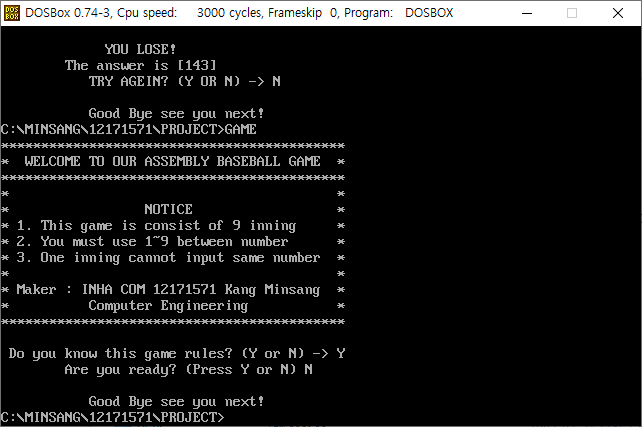 DOSBox 0.74-3, Cpu speed: 3000 cycles, Frameskip 0, Program: DOSBOX
YOU LOSE!
The answer is [143]
TRY AGEIN? (Y OR N) -> N
Good Bye see you next!
C:\MINSANG\12171571\PROJECT>GAME
*******************************************
* WELCOME TO OUR ASSEMBLY BASEBALL GAME *
*******************************************
* *
* NOTICE *
* 1. This game is consist of 9 inning *
* 2. You must use 1~9 between number *
* 3. One inning cannot input same number *
* *
* Maker : INHA COM 12171571 Kang Minsang *
* Computer Engineering *
*******************************************
Do you know this game rules? (Y or N) -> Y
Are you ready? (Press Y or N) N
Good Bye see you next!
C:\MINSANG\12171571\PROJECT>